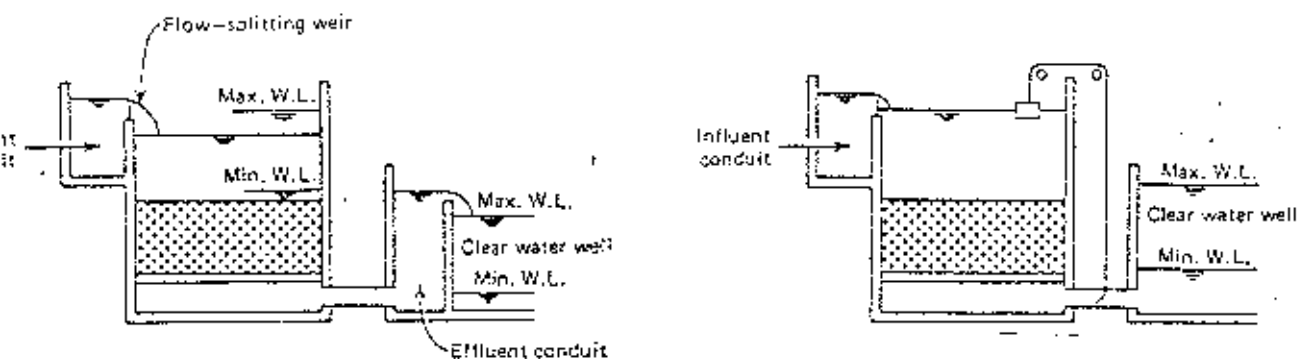 Flow-splitting weir
Max. W.L.
Min. W.L.
Max. W.L.
Clear water well
Min. W.L.
Effluent conduit
Influent
conduit
Max. W.L.
Clear water well
Min. W.L.